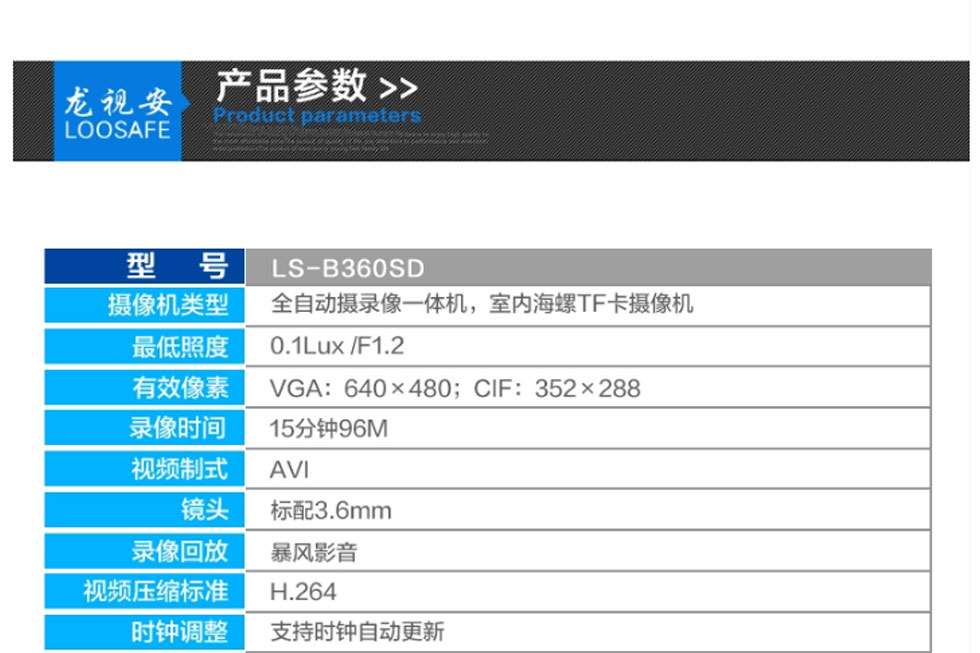 龙视安
LOOSAFE
产品参数 >>
Product parameters
型 号 LS-B360SD
摄像机类型 全自动摄录像一体机，室内海螺TF卡摄像机
最低照度 0.1Lux /F1.2
有效像素 VGA：640×480；CIF：352×288
录像时间 15分钟96M
视频制式 AVI
镜头 标配3.6mm
录像回放 暴风影音
视频压缩标准 H.264
时钟调整 支持时钟自动更新